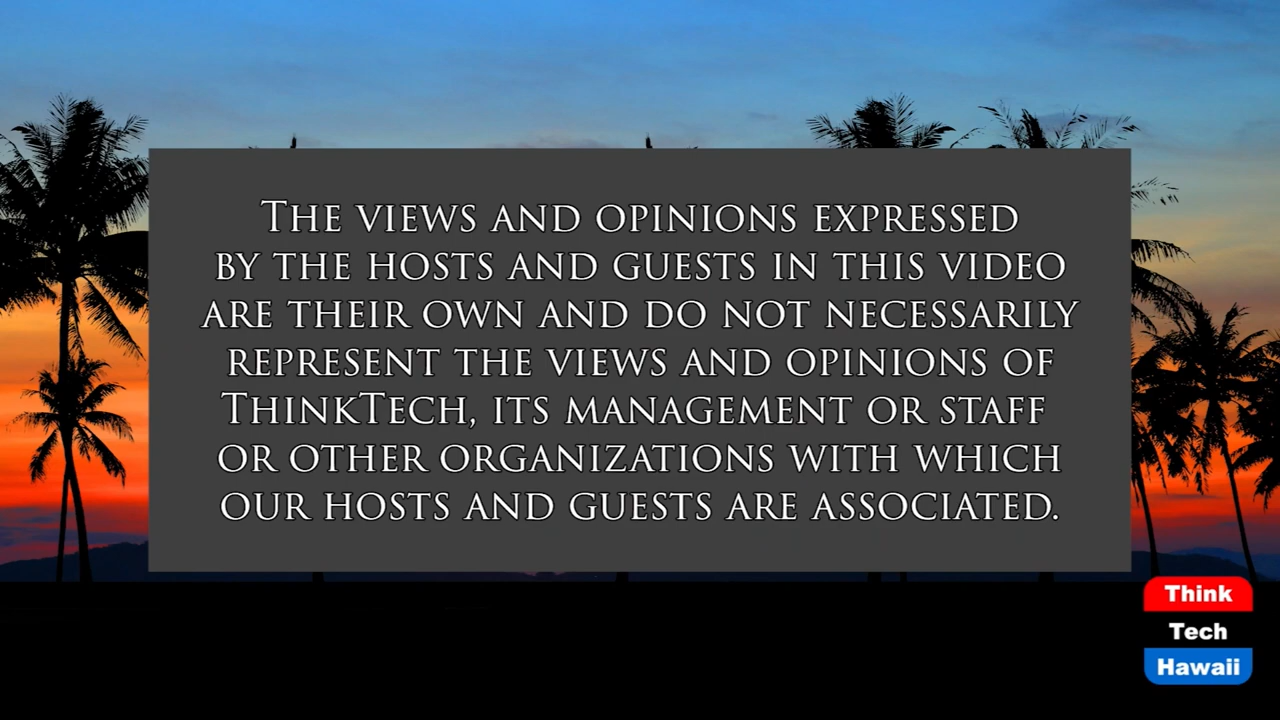 The views and opinions expressed
by the hosts and guests in this video
are their own and do not necessarily
represent the views and opinions of
ThinkTech, its management or staff
or other organizations with which
our hosts and guests are associated.
Think
Tech
Hawaii